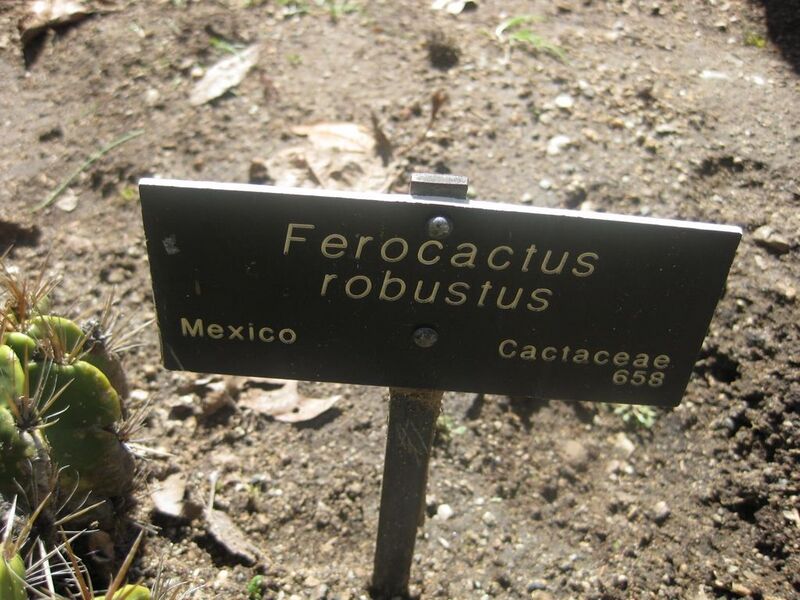 Ferocactus
robustus
Mexico
Cactaceae
658